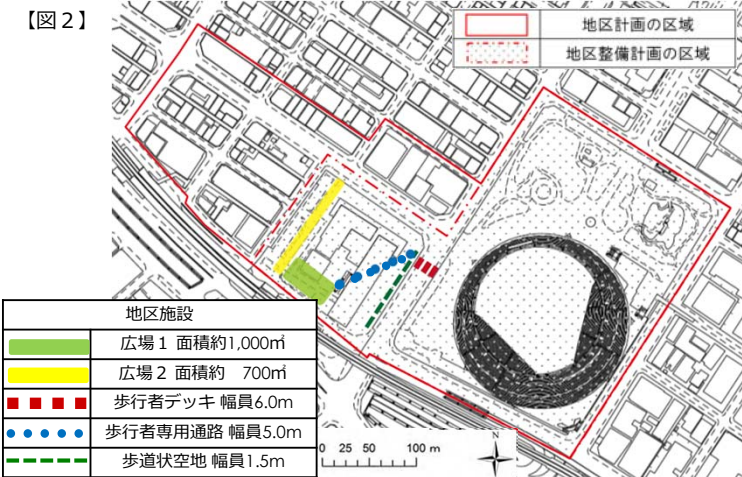 【図２】
地区計画の区域
地区整備計画の区域
地区施設
広場１ 面積約1,000㎡
広場２ 面積約　700㎡
歩行者デッキ 幅員6.0m
歩行者専用通路 幅員5.0m
歩道状空地 幅員1.5m
0 25 50 100 m
N